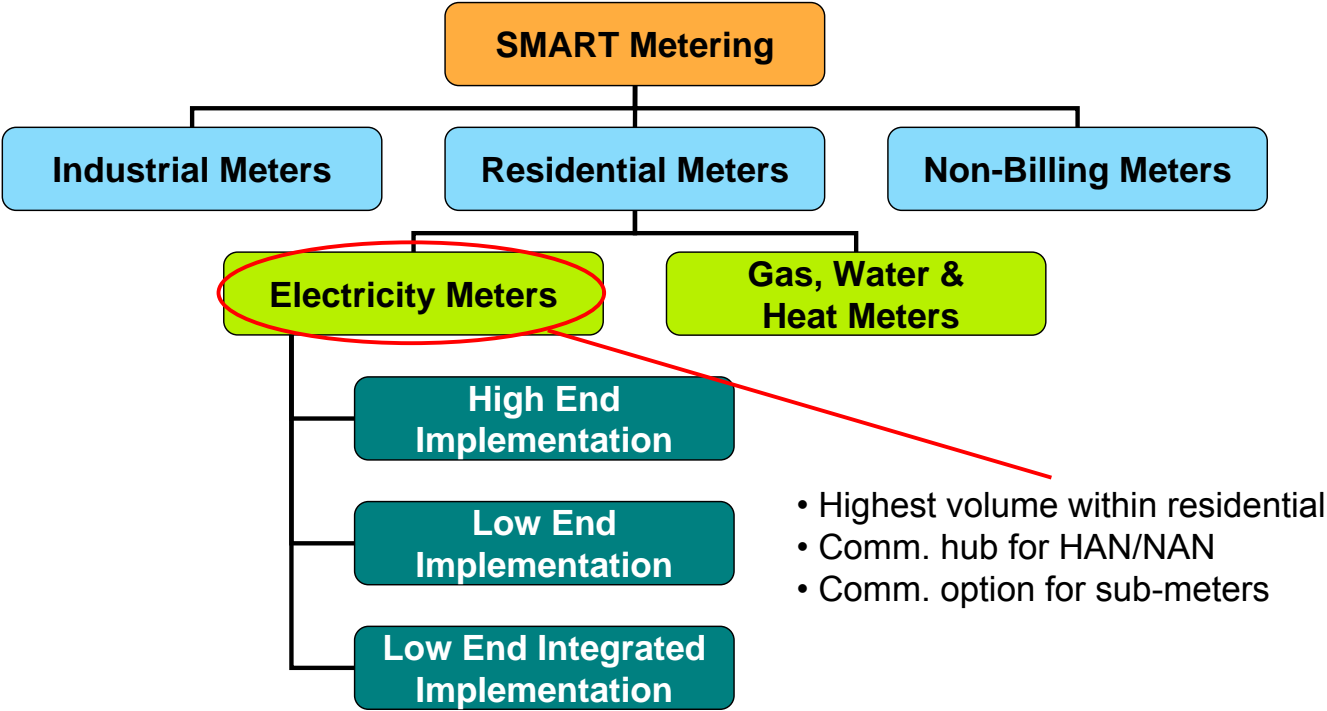 SMART Metering
Industrial Meters
Residential Meters
Non-Billing Meters
Electricity Meters
Gas, Water &
Heat Meters
High End
Implementation
Low End
Implementation
Low End Integrated
Implementation
• Highest volume within residential
• Comm. hub for HAN/NAN
• Comm. option for sub-meters